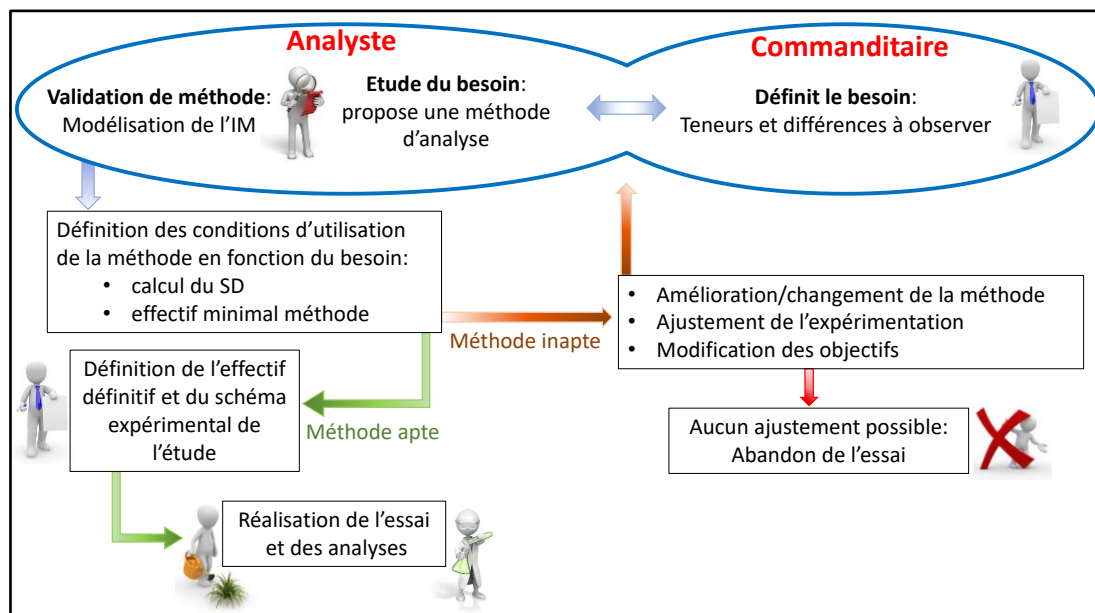 Analyste
Commanditaire
Validation de méthode:
Modélisation de l’IM
Etude du besoin:
propose une méthode
d’analyse
Définit le besoin:
Teneurs et différences à observer
Définition des conditions d’utilisation
de la méthode en fonction du besoin:
• calcul du SD
• effectif minimal méthode
Méthode inapte
• Amélioration/changement de la méthode
• Ajustement de l’expérimentation
• Modification des objectifs
Définition de l’effectif
définitif et du schéma
expérimental de
l’étude
Méthode apte
Aucun ajustement possible:
Abandon de l’essai
Réalisation de l’essai
et des analyses